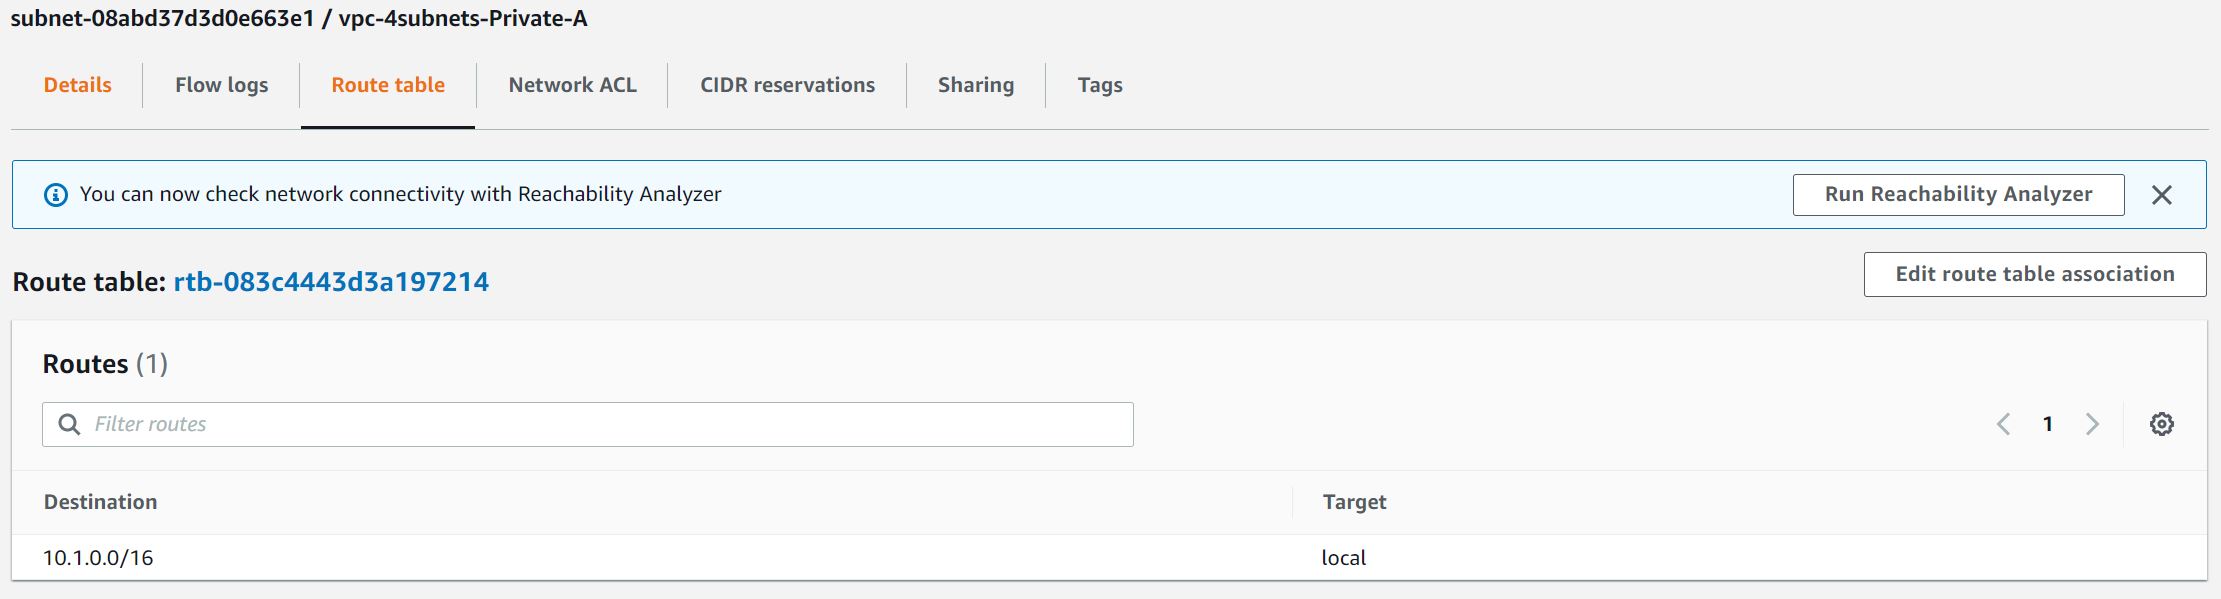 subnet-08abd37d3d0e663e1 / vpc-4subnets-Private-A
Details Flow logs Route table Network ACL CIDR reservations Sharing Tags
You can now check network connectivity with Reachability Analyzer Run Reachability Analyzer
Route table: rtb-083c4443d3a197214 Edit route table association
Routes (1)
Filter routes 1
Destination Target
10.1.0.0/16 local